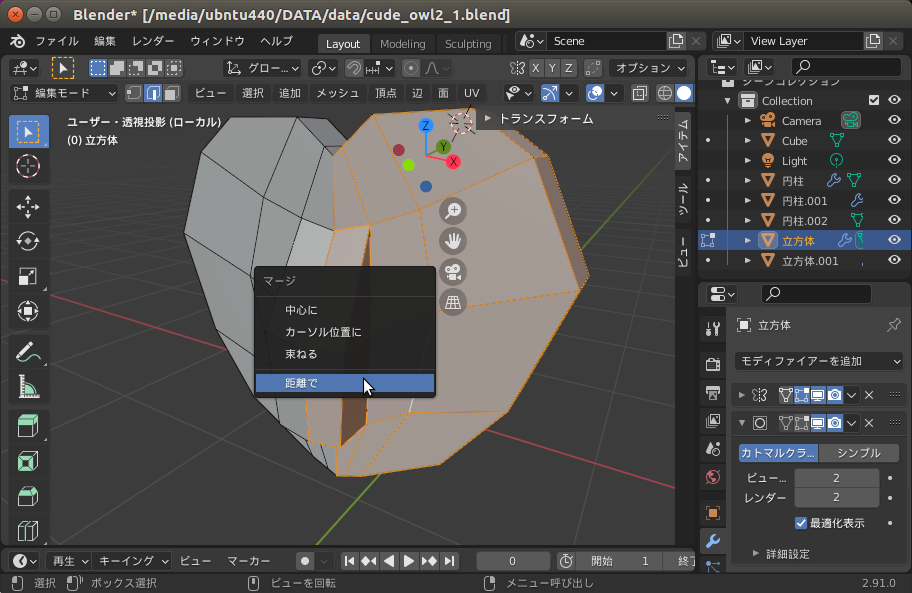 Blender* [/media/ubntu440/DATA/data/cude_owl2_1.blend]
ファイル 編集 レンダー ウィンドウ ヘルプ Layout Modeling Sculpting Scene View Layer
グロー... X Y Z オプション
編集モード ビュー 選択 追加 メッシュ 頂点 辺 面 UV
シーンコレクション
Collection
Camera
Cube
Light
円柱
円柱.001
円柱.002
立方体
立方体.001
ユーザー・透視投影 (ローカル)
(0) 立方体
トランスフォーム
Z
Y
X
アイテム
ツール
ビュー
マージ
中心に
カーソル位置に
束ねる
距離で
立方体
モディファイアーを追加
カトマルクラ... シンプル
ビュー... 2
レンダー 2
最適化表示
詳細設定
再生 キーイング ビュー マーカー 0 開始 1 終了
選択 ボックス選択 ビューを回転 メニュー呼び出し 2.91.0